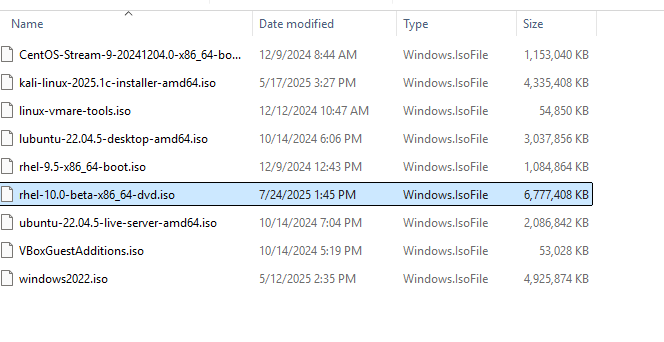 Name Date modified Type Size
CentOS-Stream-9-20241204.0-x86_64-bo... 12/9/2024 8:44 AM Windows.IsoFile 1,153,040 KB
kali-linux-2025.1c-installer-amd64.iso 5/17/2025 3:27 PM Windows.IsoFile 4,335,408 KB
linux-vmare-tools.iso 12/12/2024 10:47 AM Windows.IsoFile 54,850 KB
lubuntu-22.04.5-desktop-amd64.iso 10/14/2024 6:06 PM Windows.IsoFile 3,037,856 KB
rhel-9.5-x86_64-boot.iso 12/9/2024 12:43 PM Windows.IsoFile 1,084,864 KB
rhel-10.0-beta-x86_64-dvd.iso 7/24/2025 1:45 PM Windows.IsoFile 6,777,408 KB
ubuntu-22.04.5-live-server-amd64.iso 10/14/2024 7:04 PM Windows.IsoFile 2,086,842 KB
VBoxGuestAdditions.iso 10/14/2024 5:19 PM Windows.IsoFile 53,028 KB
windows2022.iso 5/12/2025 2:35 PM Windows.IsoFile 4,925,874 KB